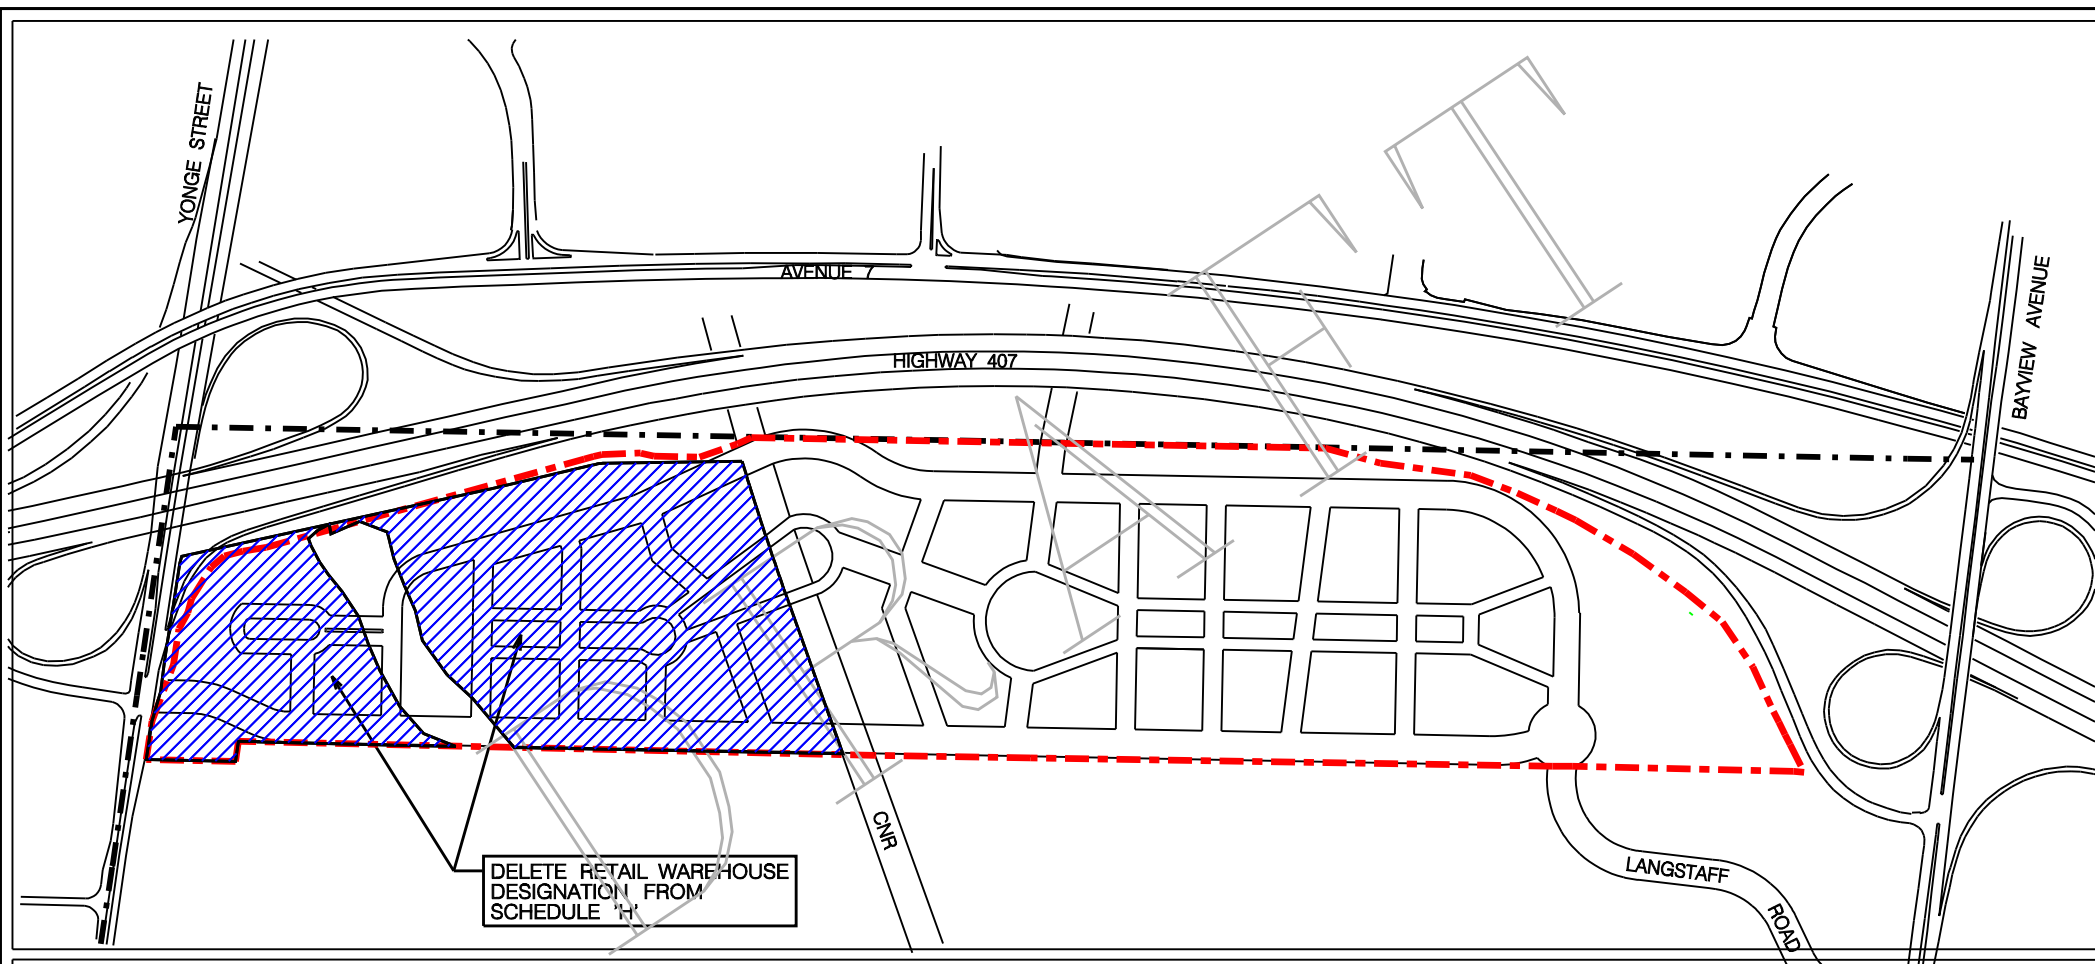 YONGE STREET
AVENUE 7
HIGHWAY 407
BAYVIEW AVENUE
DRAFT
CNR
DELETE RETAIL WAREHOUSE
DESIGNATION FROM
SCHEDULE 'H'
LANGSTAFF
ROAD